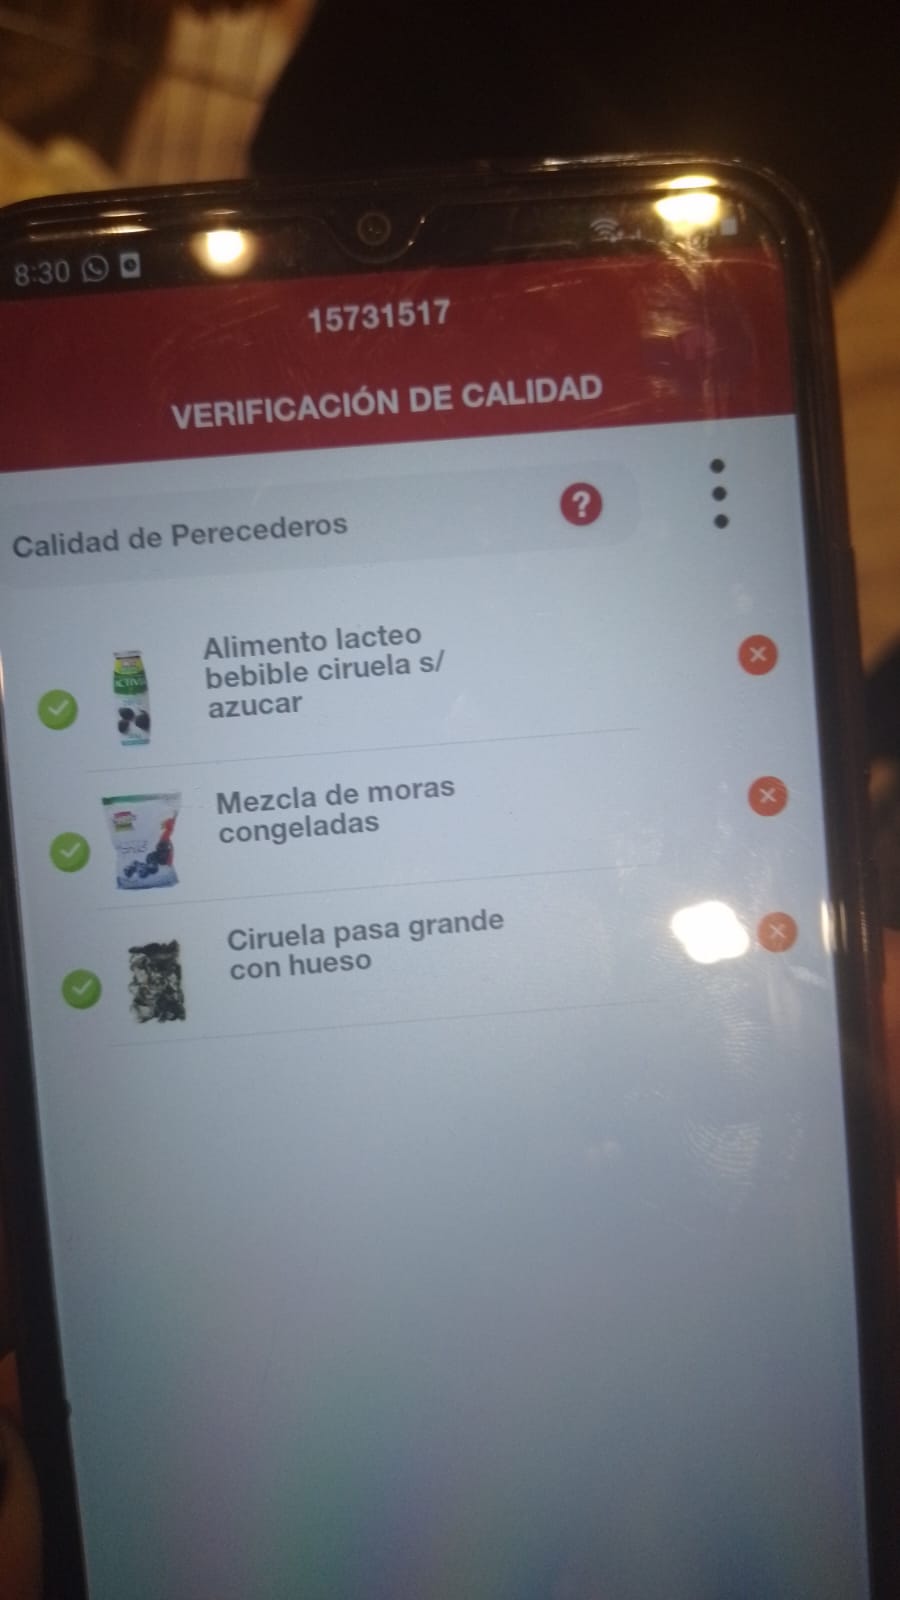 8:30
15731517
VERIFICACIÓN DE CALIDAD
Calidad de Perecederos
?
Alimento lacteo
bebible ciruela s/
azucar
Mezcla de moras
congeladas
Ciruela pasa grande
con hueso